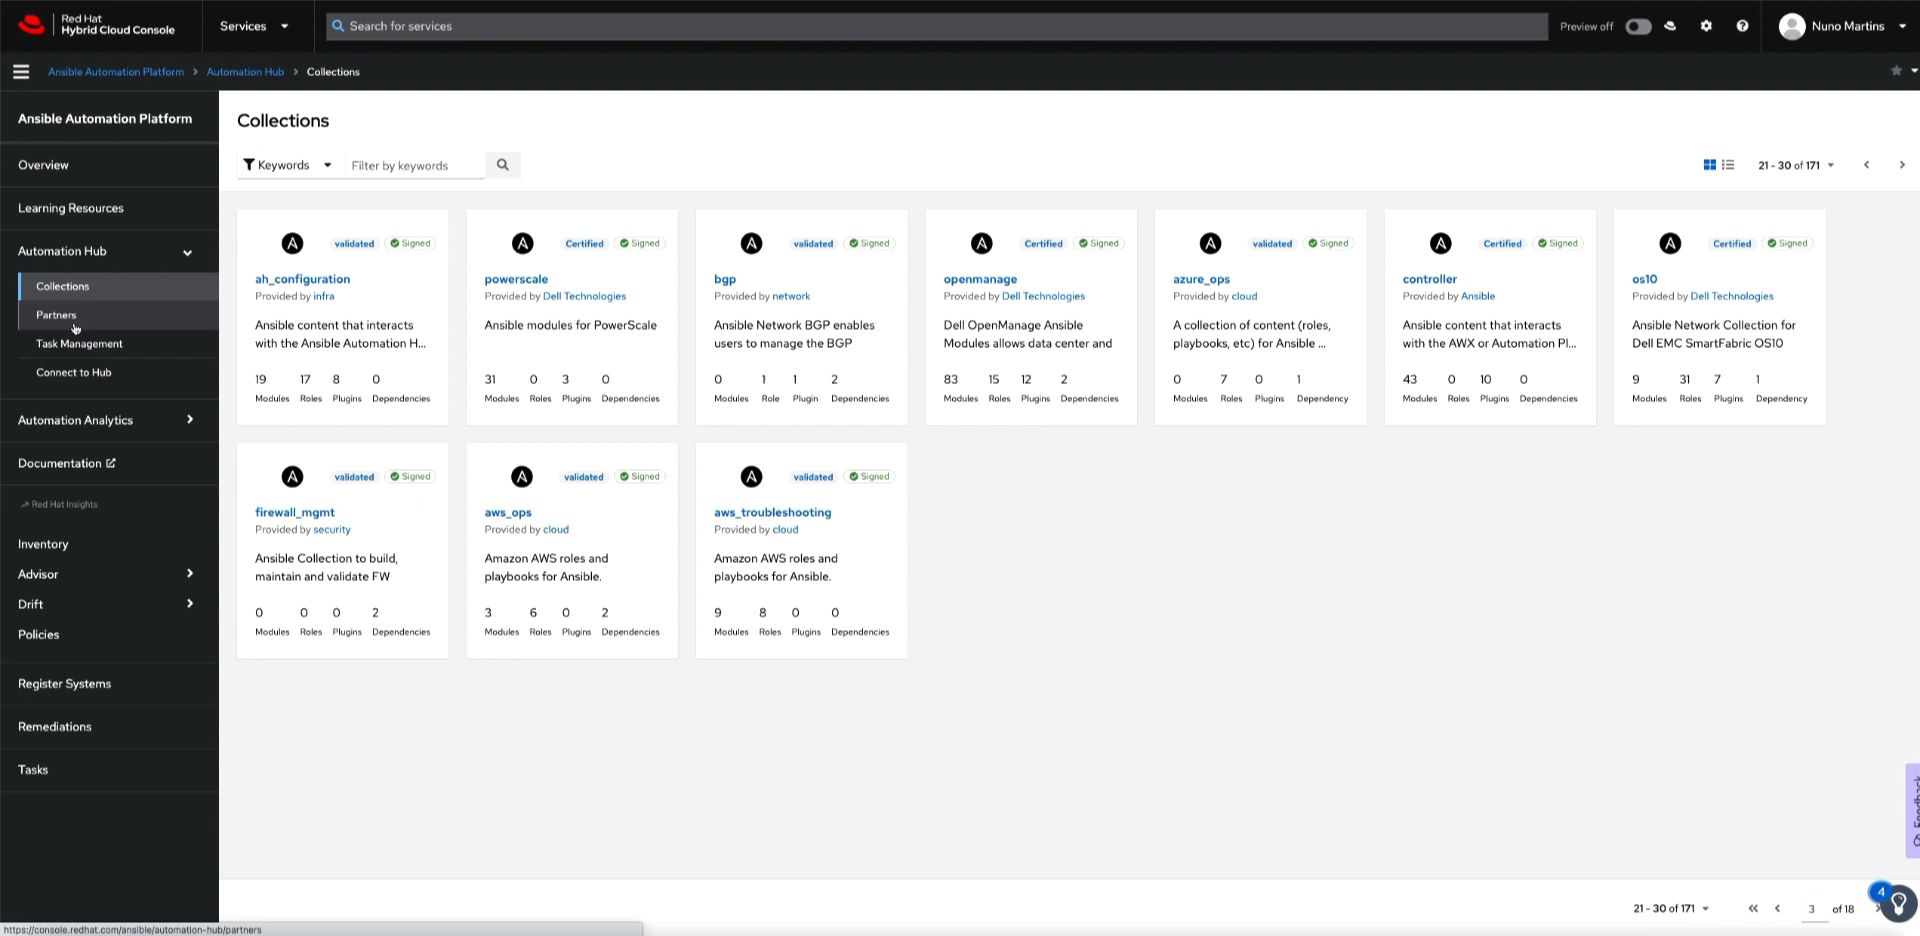 Red Hat
Hybrid Cloud Console
Services
Search for services
Preview off
Nuno Martins
Ansible Automation Platform > Automation Hub > Collections
Ansible Automation Platform
Overview
Learning Resources
Automation Hub
Collections
Partners
Task Management
Connect to Hub
Automation Analytics
Documentation
Red Hat Insights
Inventory
Advisor
Drift
Policies
Register Systems
Remediations
Tasks
Collections
Keywords
Filter by keywords
21 - 30 of 171
validated Signed
ah_configuration
Provided by infra
Ansible content that interacts
with the Ansible Automation H...
19 17 8 0
Modules Roles Plugins Dependencies
Certified Signed
powerscale
Provided by Dell Technologies
Ansible modules for PowerScale
31 0 3 0
Modules Roles Plugins Dependencies
validated Signed
bgp
Provided by network
Ansible Network BGP enables
users to manage the BGP
0 1 1 2
Modules Role Plugin Dependencies
Certified Signed
openmanage
Provided by Dell Technologies
Dell OpenManage Ansible
Modules allows data center and
83 15 12 2
Modules Roles Plugins Dependencies
validated Signed
azure_ops
Provided by cloud
A collection of content (roles,
playbooks, etc) for Ansible ...
0 7 0 1
Modules Roles Plugins Dependency
Certified Signed
controller
Provided by Ansible
Ansible content that interacts
with the AWX or Automation Pl...
43 0 10 0
Modules Roles Plugins Dependencies
Certified Signed
os10
Provided by Dell Technologies
Ansible Network Collection for
Dell EMC SmartFabric OS10
9 31 7 1
Modules Roles Plugins Dependency
validated Signed
firewall_mgmt
Provided by security
Ansible Collection to build,
maintain and validate FW
0 0 0 2
Modules Roles Plugins Dependencies
validated Signed
aws_ops
Provided by cloud
Amazon AWS roles and
playbooks for Ansible.
3 6 0 2
Modules Roles Plugins Dependencies
validated Signed
aws_troubleshooting
Provided by cloud
Amazon AWS roles and
playbooks for Ansible.
9 8 0 0
Modules Roles Plugins Dependencies
Feedback
21 - 30 of 171
3 of 18
4
https://console.redhat.com/ansible/automation-hub/partners